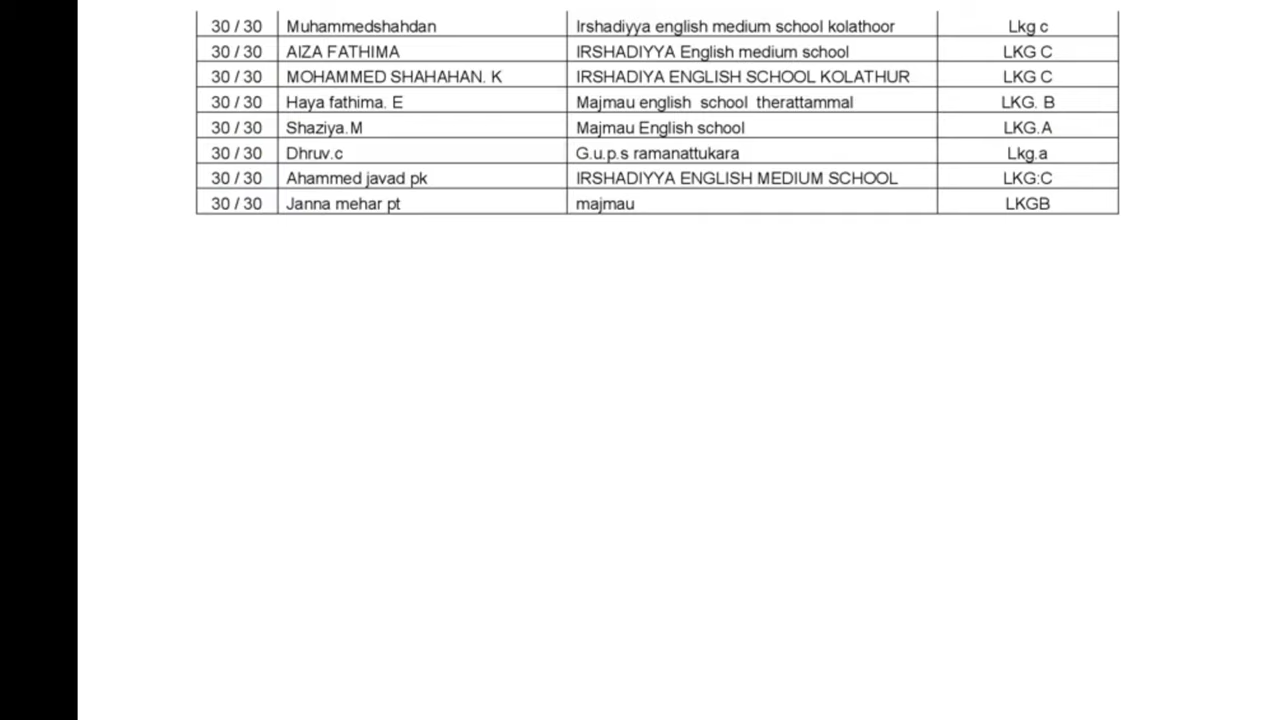 30 / 30 Muhammedshahdan Irshadiyya english medium school kolathoor Lkg c
30 / 30 AIZA FATHIMA IRSHADIYYA English medium school LKG C
30 / 30 MOHAMMED SHAHAHAN. K IRSHADIYA ENGLISH SCHOOL KOLATHUR LKG C
30 / 30 Haya fathima. E Majmau english school therattammal LKG. B
30 / 30 Shaziya.M Majmau English school LKG.A
30 / 30 Dhruv.c G.u.p.s ramanattukara Lkg.a
30 / 30 Ahammed javad pk IRSHADIYYA ENGLISH MEDIUM SCHOOL LKG:C
30 / 30 Janna mehar pt majmau LKGB